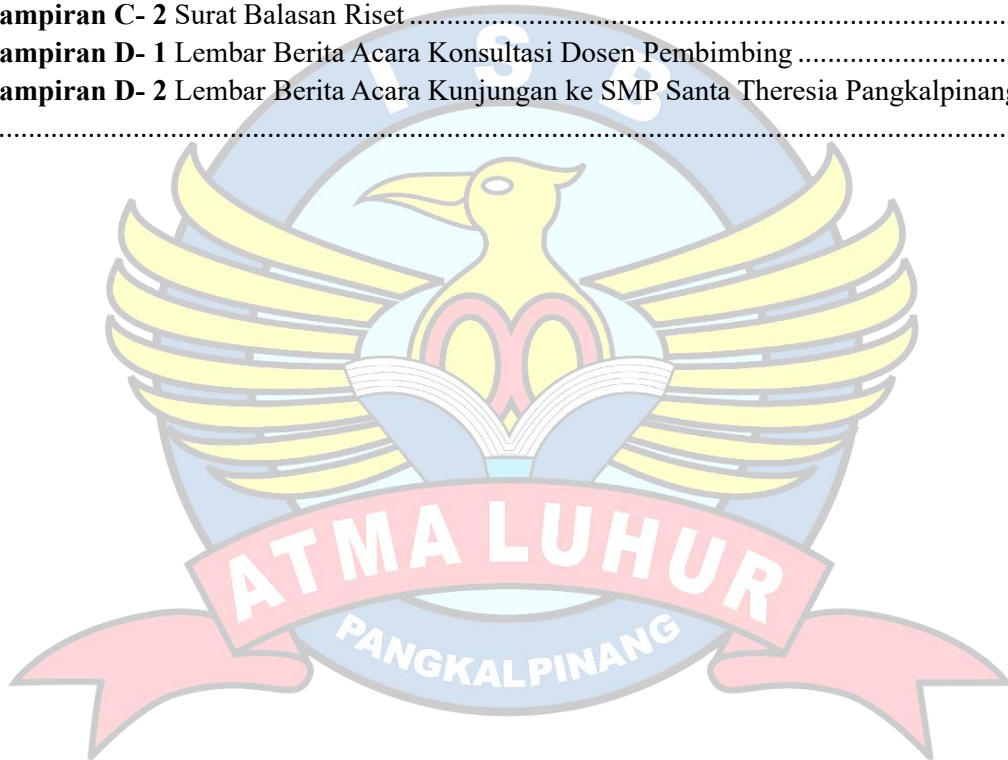 ampiran C- 2 Surat Balasan Riset..........................................................................................
ampiran D- 1 Lembar Berita Acara Konsultasi Dosen Pembimbing ...............................
ampiran D- 2 Lembar Berita Acara Kunjungan ke SMP Santa Theresia Pangkalpinang
..........................................................................................................................................
I S B
ATMA LUHUR
PANGKALPINANG